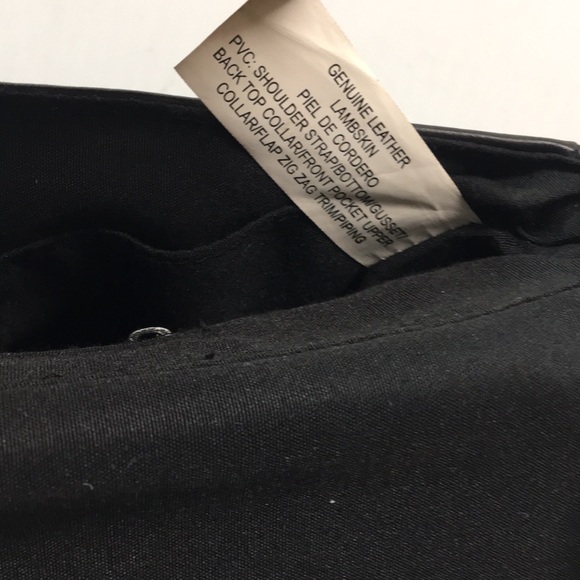 GENUINE LEATHER
LAMBSKIN
PIEL DE CORDERO
PVC: SHOULDER STRAP/BOTTOM/GUSSET/
BACK TOP COLLAR/FRONT POCKET UPPER
COLLAR/FLAP ZIG ZAG TRIM/PIPING